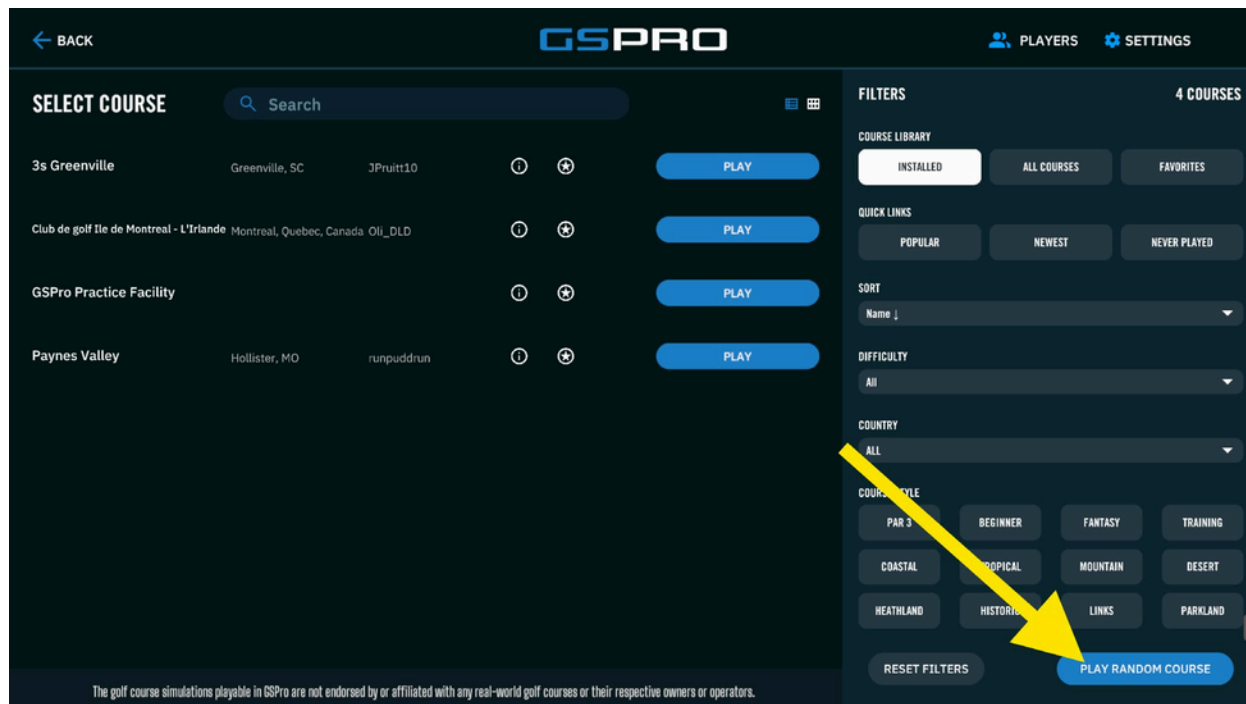 BACK
GSPRO
PLAYERS
SETTINGS
SELECT COURSE
Search
3s Greenville Greenville, SC JPruitt10 PLAY
Club de golf Ile de Montreal - L'Irlande Montreal, Quebec, Canada Oli_DLD PLAY
GSPro Practice Facility PLAY
Paynes Valley Hollister, MO runpuddrun PLAY
The golf course simulations playable in GSPro are not endorsed by or affiliated with any real-world golf courses or their respective owners or operators.
FILTERS 4 COURSES
COURSE LIBRARY
INSTALLED ALL COURSES FAVORITES
QUICK LINKS
POPULAR NEWEST NEVER PLAYED
SORT
Name ↓
DIFFICULTY
All
COUNTRY
ALL
COURSE STYLE
PAR 3 BEGINNER FANTASY TRAINING
COASTAL TROPICAL MOUNTAIN DESERT
HEATHLAND HISTORIC LINKS PARKLAND
RESET FILTERS PLAY RANDOM COURSE